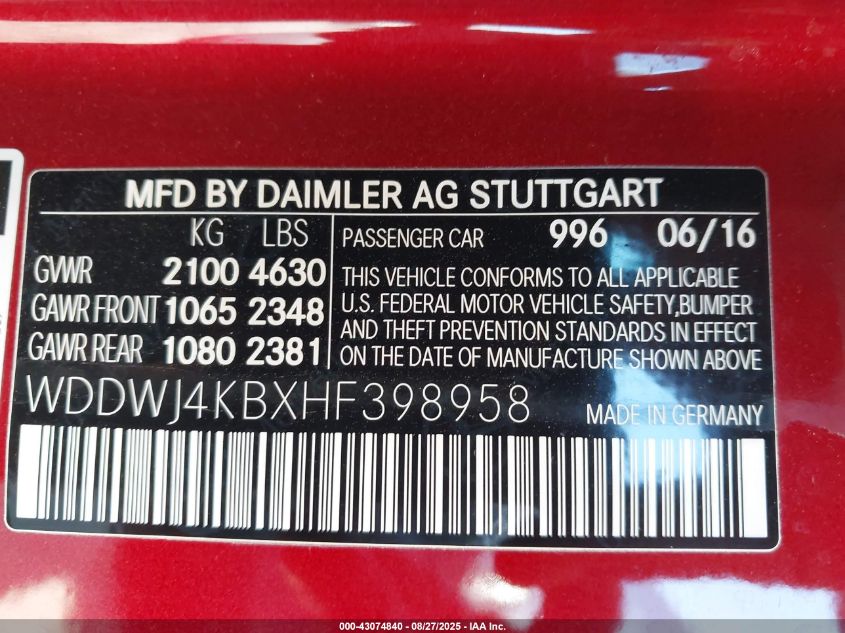 MFD BY DAIMLER AG STUTTGART
KG LBS
GVWR 2100 4630
GAWR FRONT 1065 2348
GAWR REAR 1080 2381
PASSENGER CAR 996 06/16
THIS VEHICLE CONFORMS TO ALL APPLICABLE
U.S. FEDERAL MOTOR VEHICLE SAFETY,BUMPER
AND THEFT PREVENTION STANDARDS IN EFFECT
ON THE DATE OF MANUFACTURE SHOWN ABOVE
WDDWJ4KBXHF398958
MADE IN GERMANY
000-43074840 - 08/27/2025 - IAA Inc.